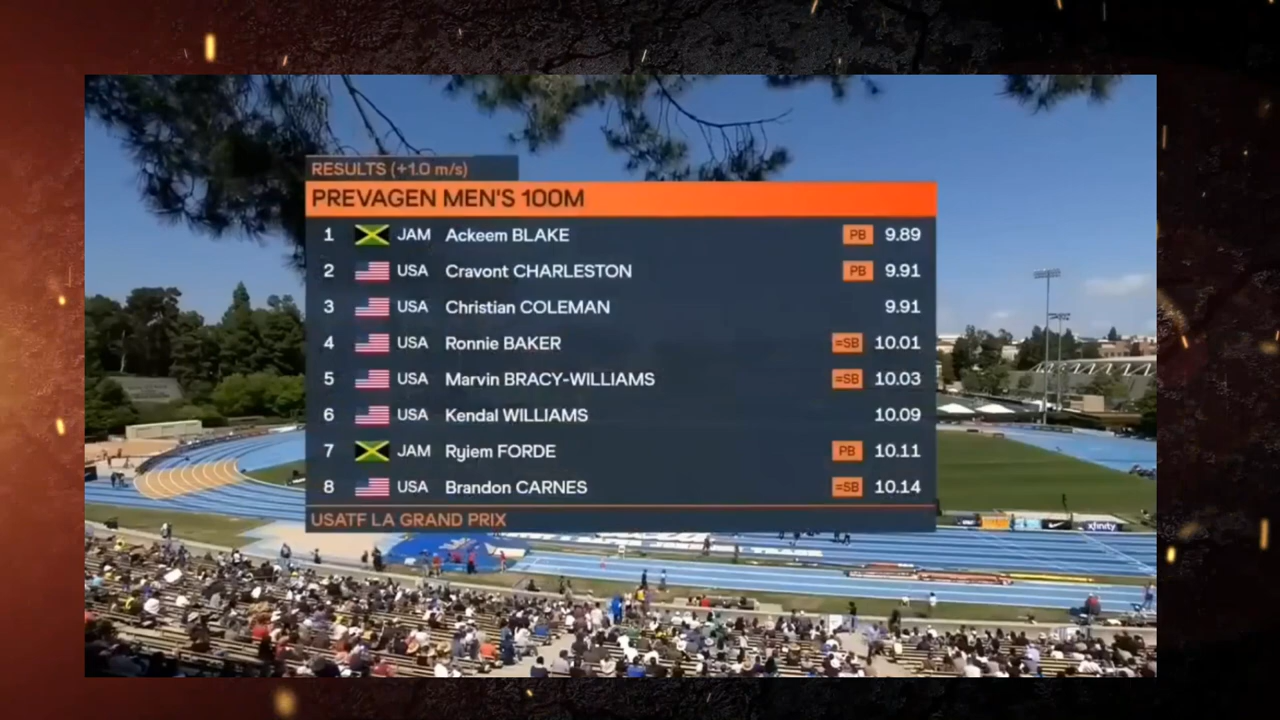 RESULTS (+1.0 m/s)
PREVAGEN MEN'S 100M
1 JAM Ackeem BLAKE PB 9.89
2 USA Cravont CHARLESTON PB 9.91
3 USA Christian COLEMAN 9.91
4 USA Ronnie BAKER =SB 10.01
5 USA Marvin BRACY-WILLIAMS =SB 10.03
6 USA Kendal WILLIAMS 10.09
7 JAM Ryiem FORDE PB 10.11
8 USA Brandon CARNES =SB 10.14
USATF LA GRAND PRIX
xfinity